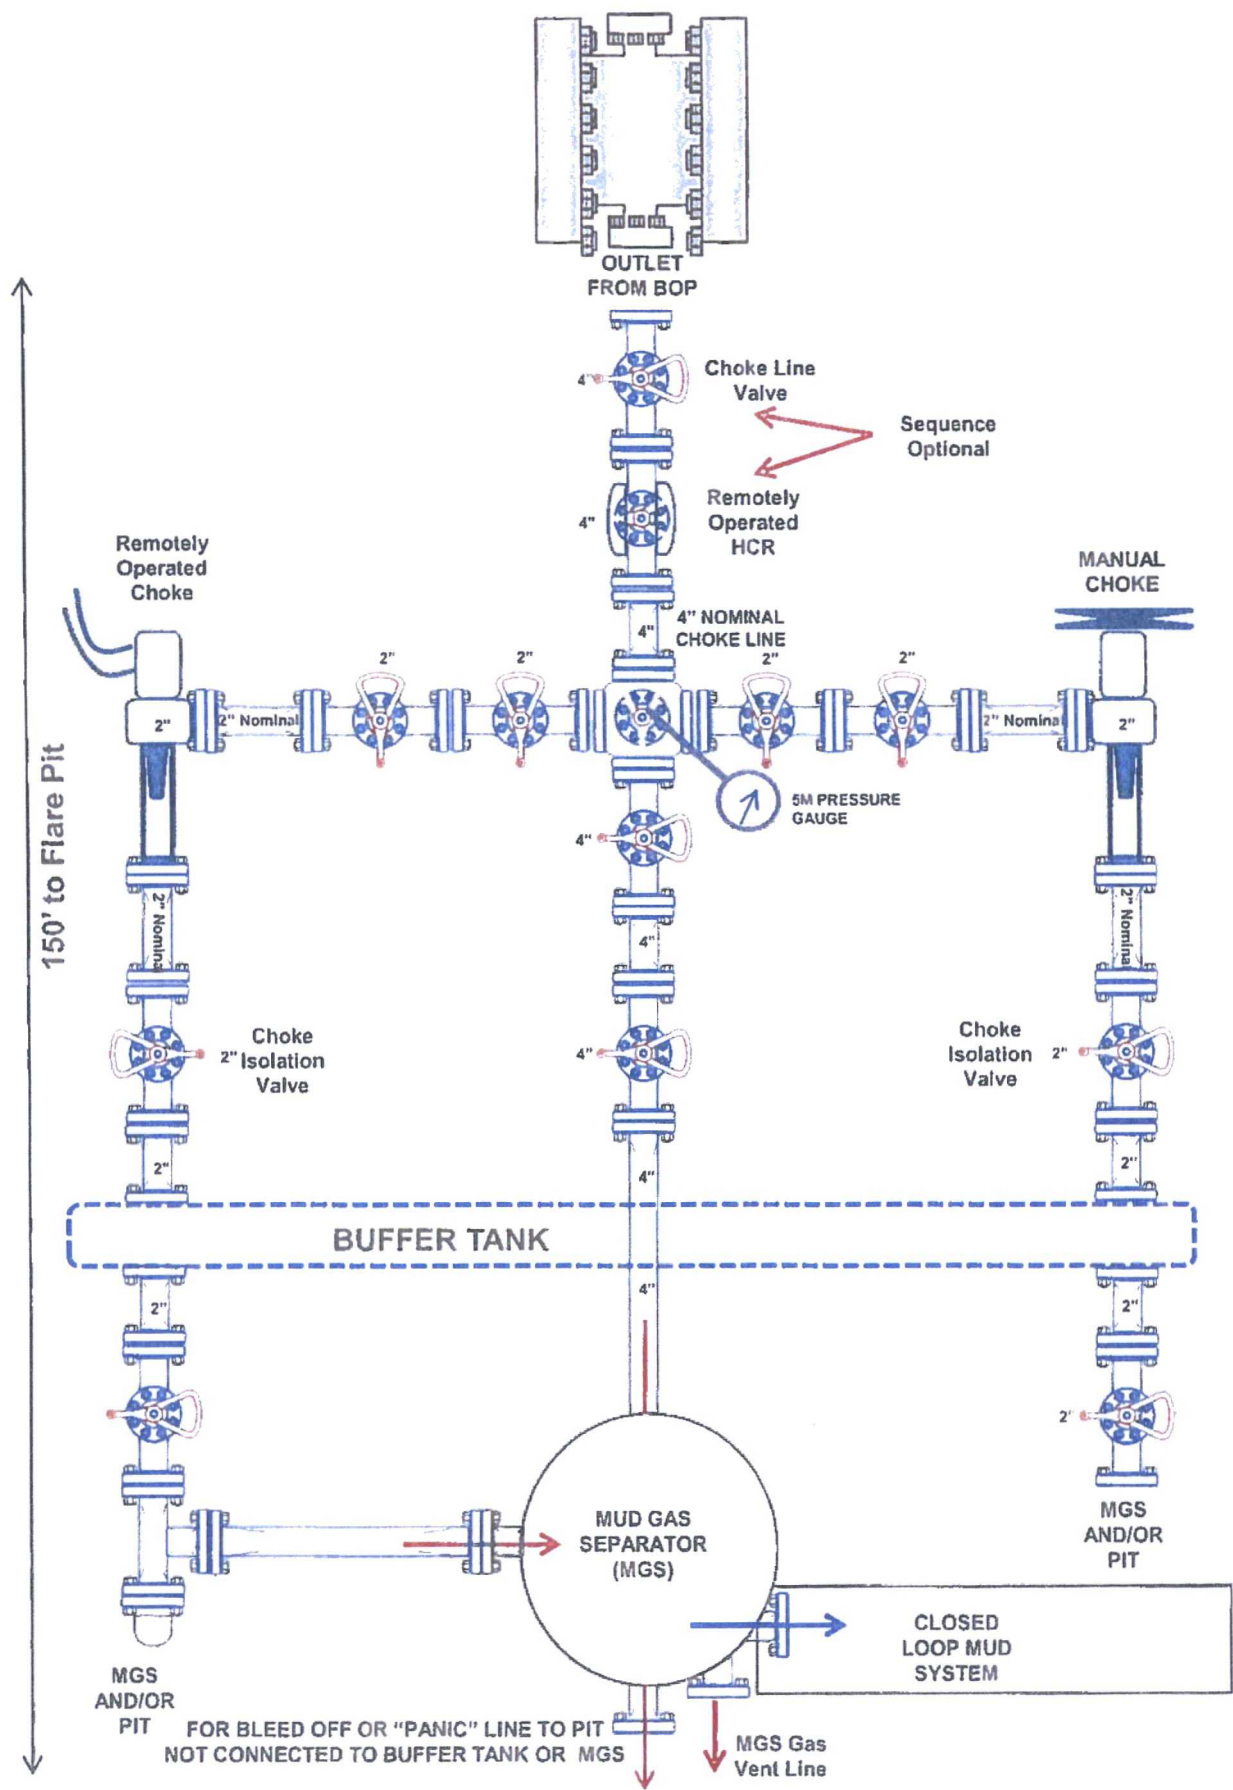 OUTLET
FROM BOP
4"
Choke Line
Valve
Sequence
Optional
4"
Remotely
Operated
HCR
Remotely
Operated
Choke
MANUAL
CHOKE
4"
4" NOMINAL
CHOKE LINE
2"
2"
2"
2"
2"
2" Nominal
2" Nominal
2"
5M PRESSURE
GAUGE
4"
150' to Flare Pit
2" Nominal
4"
2" Nominal
2"
Choke
Isolation
Valve
4"
Choke
Isolation
Valve
2"
2"
4"
2"
BUFFER TANK
2"
4"
2"
2"
MUD GAS
SEPARATOR
(MGS)
MGS
AND/OR
PIT
CLOSED
LOOP MUD
SYSTEM
MGS
AND/OR
PIT
FOR BLEED OFF OR "PANIC" LINE TO PIT
NOT CONNECTED TO BUFFER TANK OR MGS
MGS Gas
Vent Line